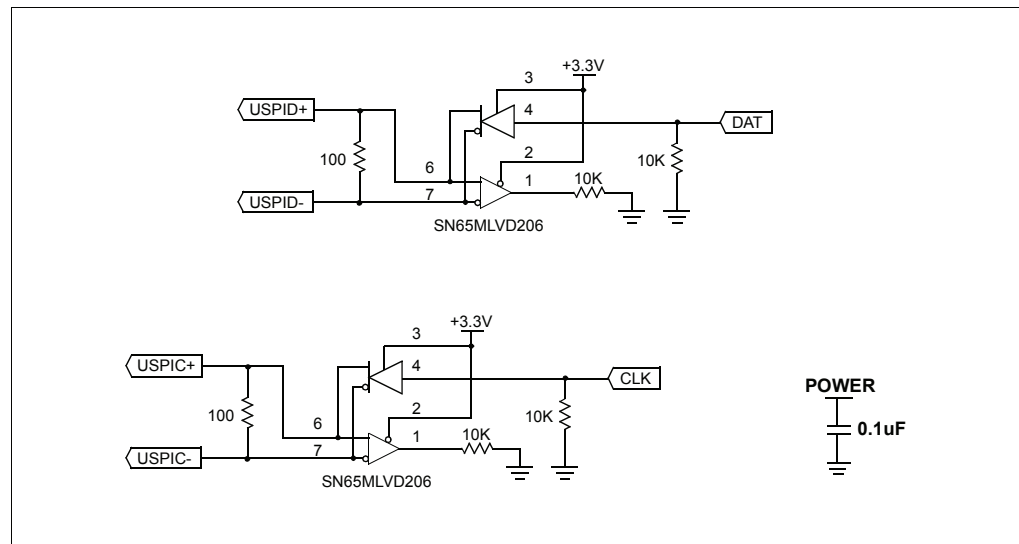 +3.3V
3
USPID+
4
DAT
100
6
2
10K
1
10K
USPID-
7
SN65MLVD206
+3.3V
3
USPIC+
4
CLK
POWER
100
6
2
10K
1
10K
0.1uF
USPIC-
7
SN65MLVD206